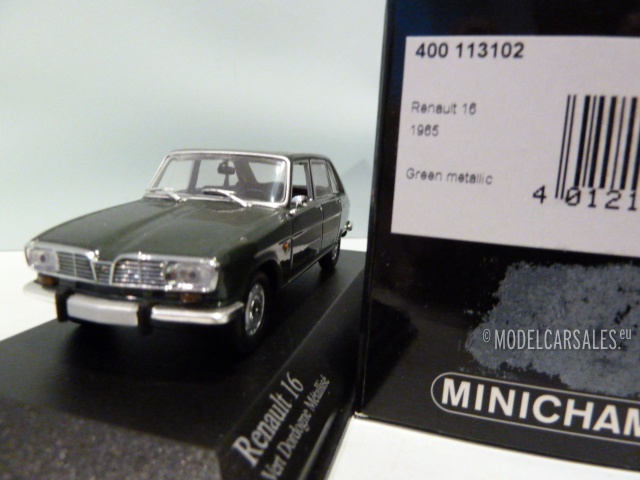 400 113102
Renault 16
1965
Green metallic
4 0121
© MODELCARSALES.eu
MINICHAM
Renault 16
Vert Dordogne Métallisé